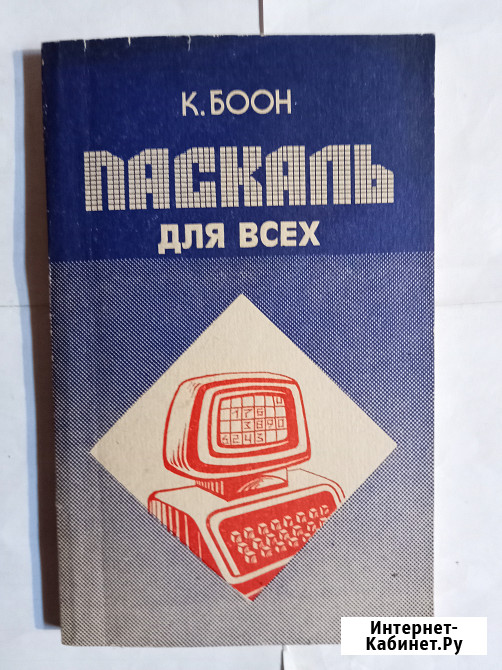 К. БООН
ПАСКАЛЬ
ДЛЯ ВСЕХ
Интернет-
Кабинет.Ру